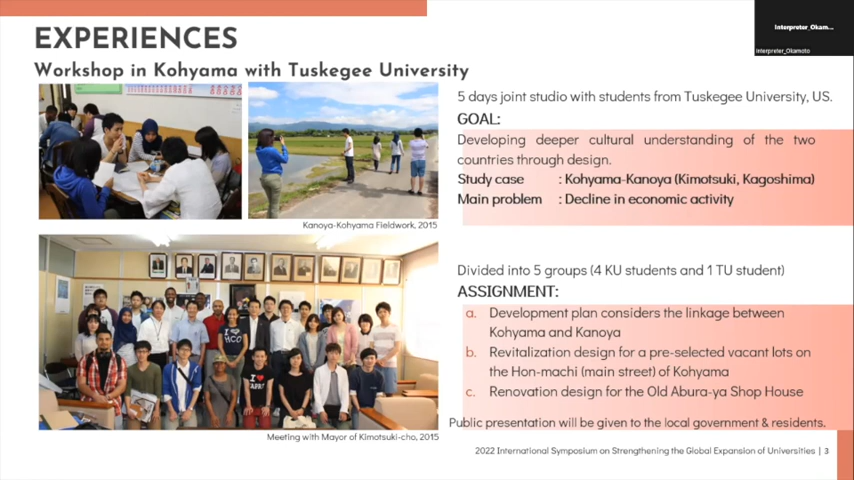 EXPERIENCES
Workshop in Kohyama with Tuskegee University
Interpreter_Okam...
Interpreter_Okamoto
Kanoya-Kohyama Fieldwork, 2015
Meeting with Mayor of Kimotsuki-cho, 2015
5 days joint studio with students from Tuskegee University, US.
GOAL:
Developing deeper cultural understanding of the two
countries through design.
Study case : Kohyama-Kanoya (Kimotsuki, Kagoshima)
Main problem : Decline in economic activity
Divided into 5 groups (4 KU students and 1 TU student)
ASSIGNMENT:
a. Development plan considers the linkage between
Kohyama and Kanoya
b. Revitalization design for a pre-selected vacant lots on
the Hon-machi (main street) of Kohyama
c. Renovation design for the Old Abura-ya Shop House
Public presentation will be given to the local government & residents.
2022 International Symposium on Strengthening the Global Expansion of Universities | 3